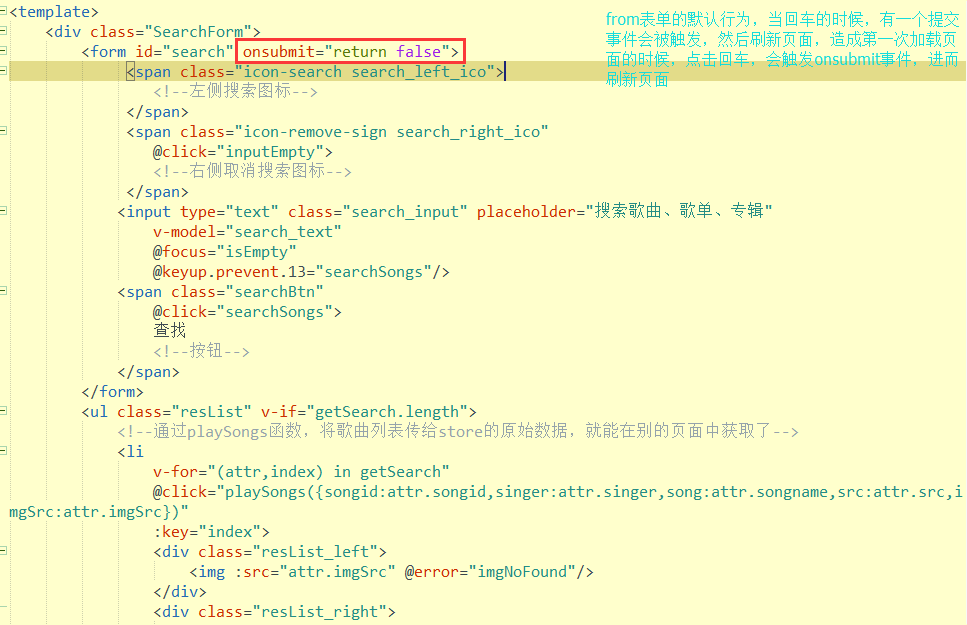 <template>
<div class="SearchForm">
<form id="search" onsubmit="return false">
<span class="icon-search search_left_ico">
<!--左侧搜索图标-->
</span>
<span class="icon-remove-sign search_right_ico"
@click="inputEmpty">
<!--右侧取消搜索图标-->
</span>
<input type="text" class="search_input" placeholder="搜索歌曲、歌单、专辑"
v-model="search_text"
@focus="isEmpty"
@keyup.prevent.13="searchSongs"/>
<span class="searchBtn"
@click="searchSongs">
查找
<!--按钮-->
</span>
</form>
<ul class="resList" v-if="getSearch.length">
<!--通过playSongs函数，将歌曲列表传给store的原始数据，就能在别的页面中获取了-->
<li
v-for="(attr,index) in getSearch"
@click="playSongs({songid:attr.songid,singer:attr.singer,song:attr.songname,src:attr.src,i
mgSrc:attr.imgSrc})"
:key="index">
<div class="resList_left">
<img :src="attr.imgSrc" @error="imgNoFound"/>
</div>
<div class="resList_right">
from表单的默认行为，当回车的时候，有一个提交
事件会被触发，然后刷新页面，造成第一次加载页
面的时候，点击回车，会触发onsubmit事件，进而
刷新页面